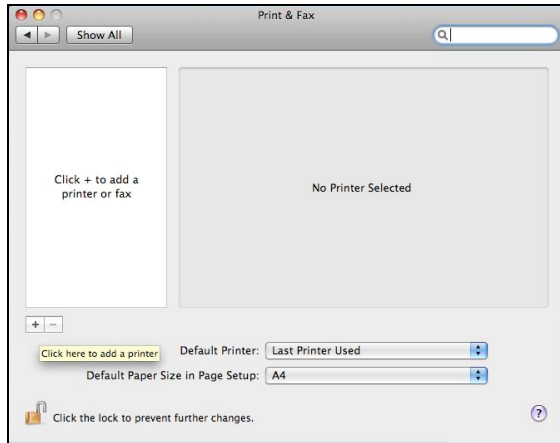 Print & Fax
Show All
Click + to add a
printer or fax
No Printer Selected
+ −
Click here to add a printer
Default Printer: Last Printer Used
Default Paper Size in Page Setup: A4
Click the lock to prevent further changes.
?